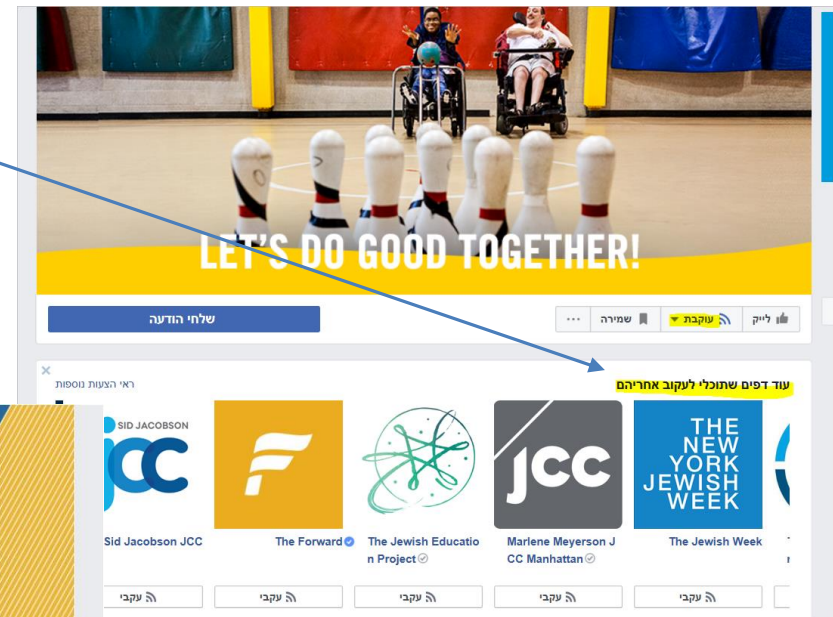 LET'S DO GOOD TOGETHER!
לייק
עוקבת
שמירה
שלחי הודעה
עוד דפים שתוכלי לעקוב אחריהם
ראי הצעות נוספות
THE
NEW
YORK
JEWISH
WEEK
JCC
SID JACOBSON
JCC
The Jewish Week
Marlene Meyerson J
CC Manhattan
The Jewish Educatio
n Project
The Forward
Sid Jacobson JCC
עקבי
עקבי
עקבי
עקבי
עקבי